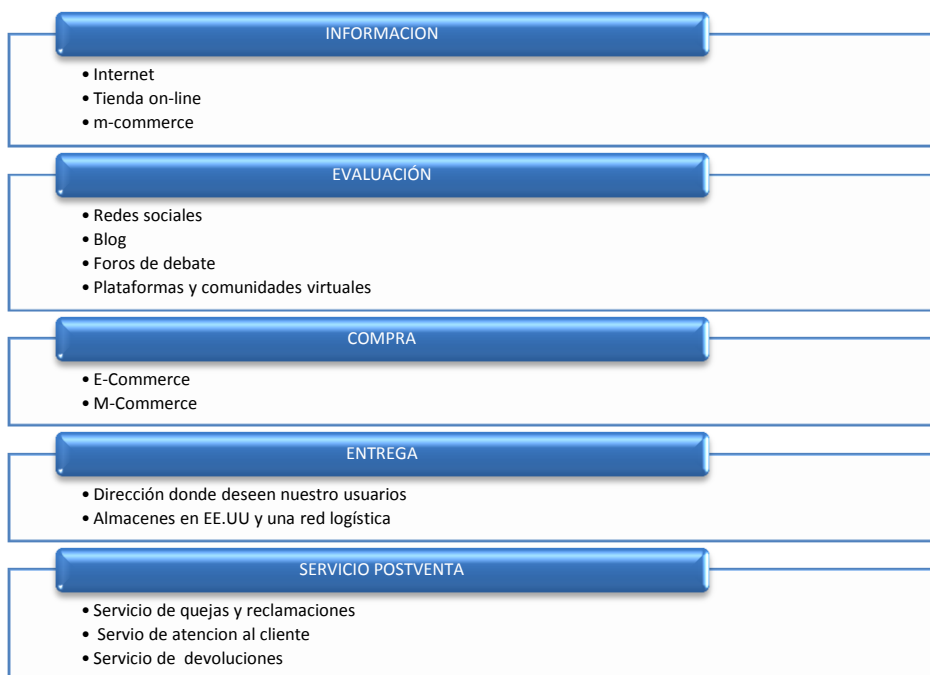 INFORMACION
• Internet
• Tienda on-line
• m-commerce
EVALUACIÓN
• Redes sociales
• Blog
• Foros de debate
• Plataformas y comunidades virtuales
COMPRA
• E-Commerce
• M-Commerce
ENTREGA
• Dirección donde deseen nuestro usuarios
• Almacenes en EE.UU y una red logística
SERVICIO POSTVENTA
• Servicio de quejas y reclamaciones
• Servio de atencion al cliente
• Servicio de devoluciones